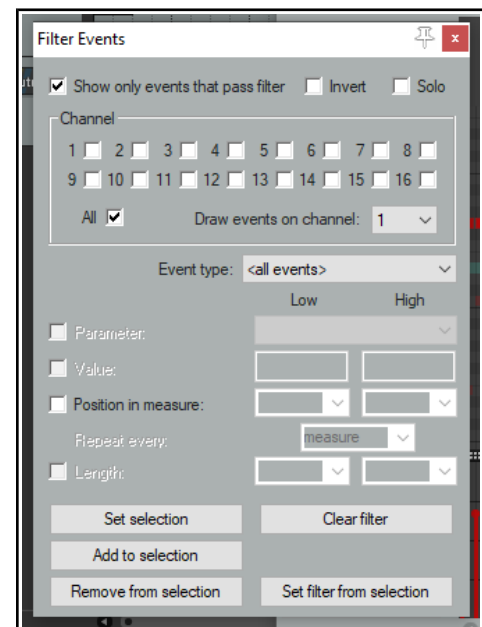 Filter Events
Show only events that pass filter Invert Solo
Channel
1 2 3 4 5 6 7 8
9 10 11 12 13 14 15 16
All Draw events on channel: 1
Event type: <all events>
Low High
Parameter:
Value:
Position in measure:
Repeat every: measure
Length:
Set selection Clear filter
Add to selection
Remove from selection Set filter from selection